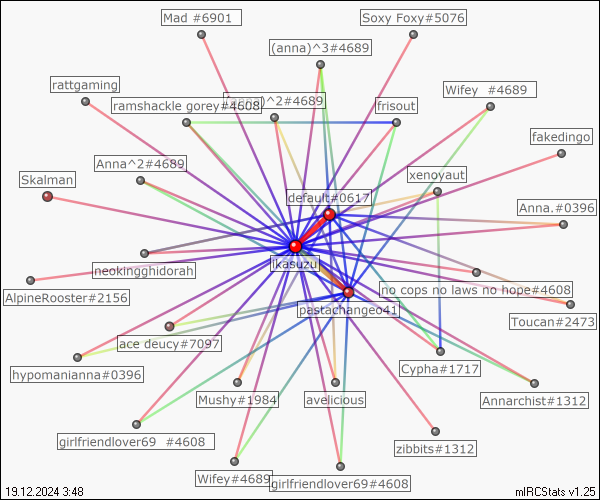 Mad #6901
Soxy Foxy#5076
(anna)^3#4689
rattgaming
Wifey  #4689
ramshackle gorey#4608
)^2#4689
frisout
fakedingo
Anna^2#4689
xenoyaut
Skalman
default#0617
Anna.#0396
ikasuzu
neokingghidorah
no cops no laws no hope#4608
AlpineRooster#2156
pastachangeo41
Toucan#2473
ace deucy#7097
hypomanianna#0396
Cypha#1717
Mushy#1984
avelicious
Annarchist#1312
girlfriendlover69  #4608
zibbits#1312
Wifey#4689
girlfriendlover69#4608
19.12.2024 3:48
mIRCStats v1.25